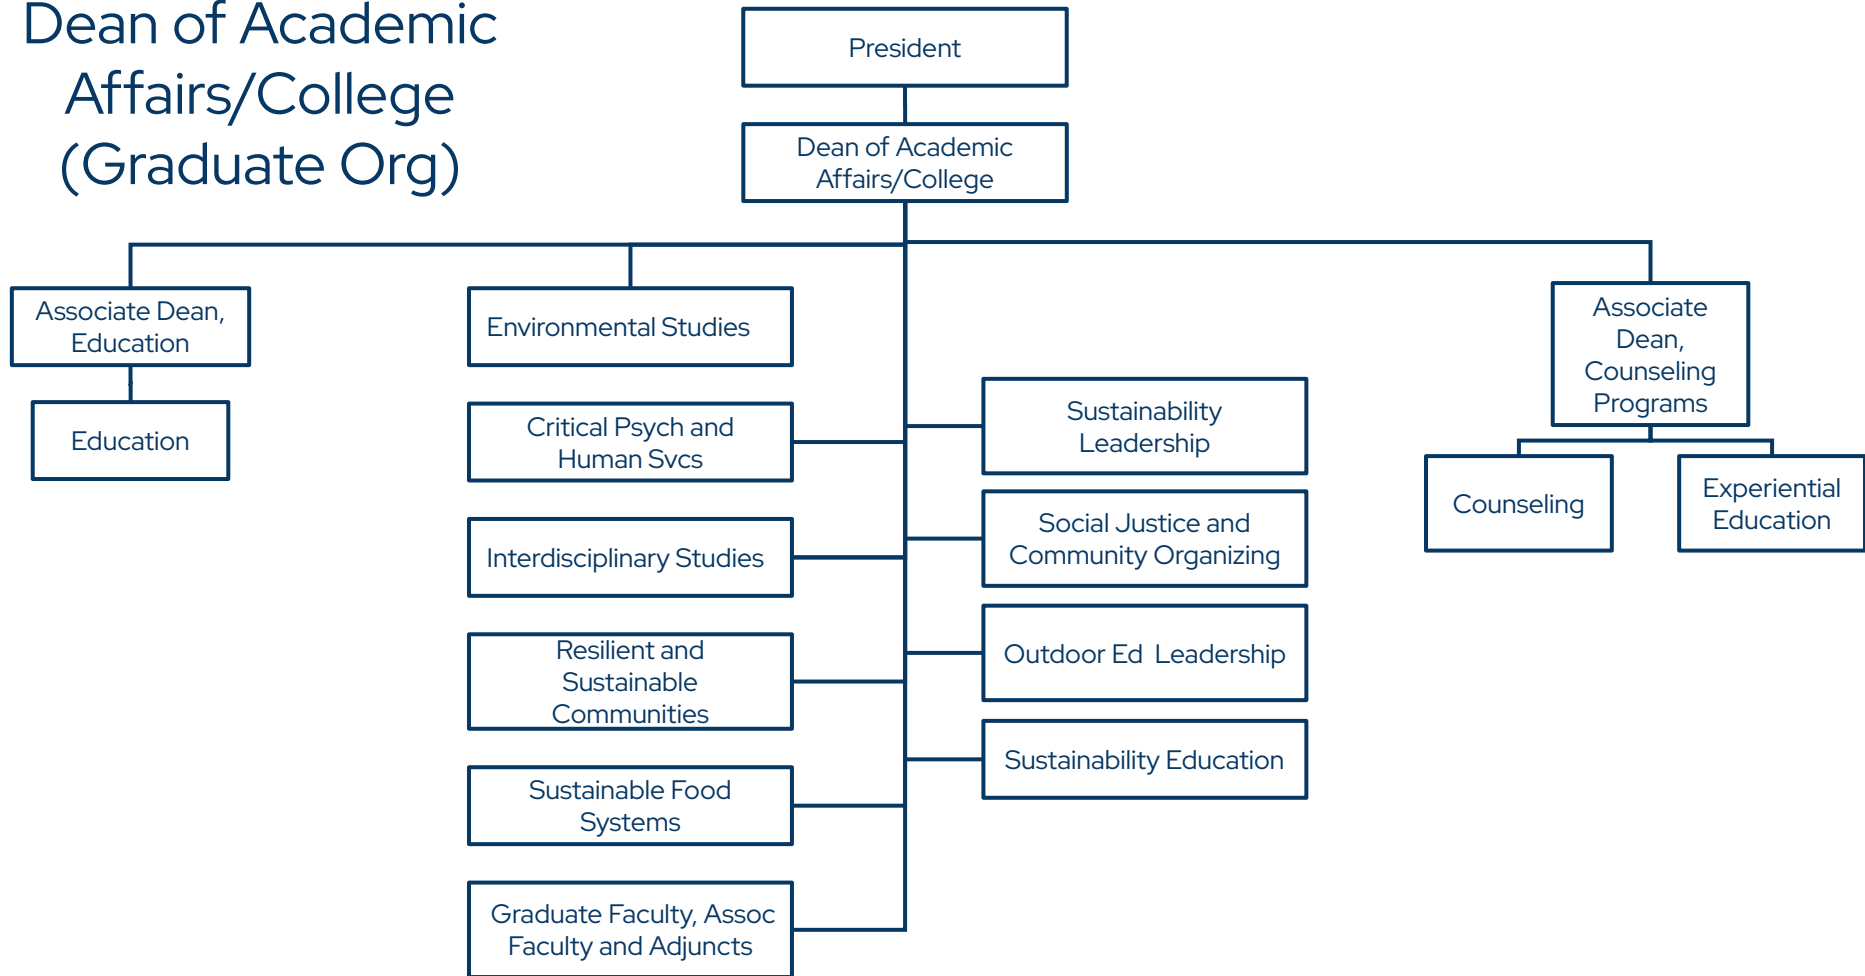 Dean of Academic
Affairs/College
(Graduate Org)
President
Dean of Academic
Affairs/College
Associate Dean,
Education
Education
Environmental Studies
Critical Psych and
Human Svcs
Interdisciplinary Studies
Resilient and
Sustainable
Communities
Sustainable Food
Systems
Graduate Faculty, Assoc
Faculty and Adjuncts
Sustainability
Leadership
Social Justice and
Community Organizing
Outdoor Ed  Leadership
Sustainability Education
Associate
Dean,
Counseling
Programs
Counseling
Experiential
Education